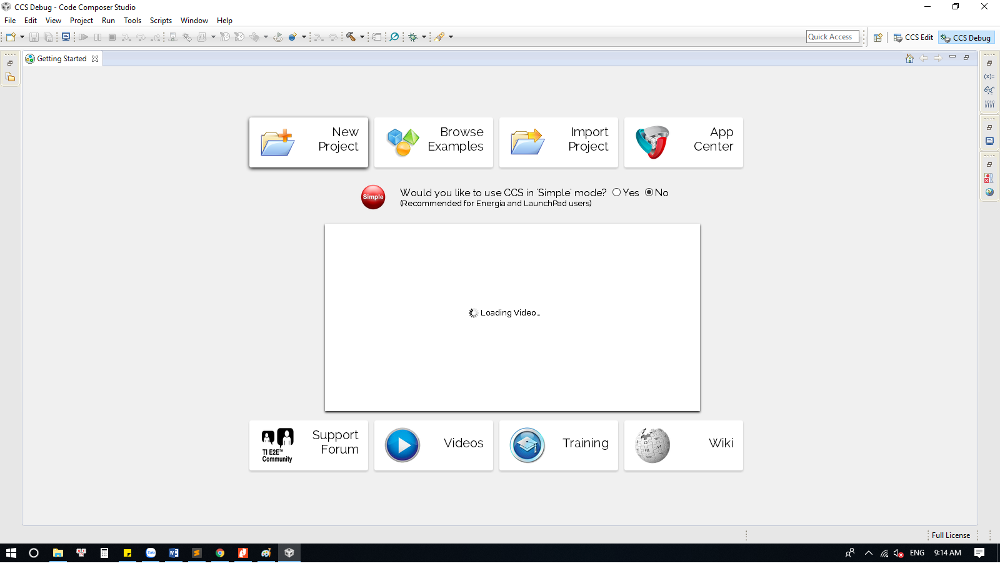 CCS Debug - Code Composer Studio
File Edit View Project Run Tools Scripts Window Help
Quick Access
CCS Edit
CCS Debug
Getting Started
(x)=
1010
0101
New
Project
Browse
Examples
Import
Project
App
Center
Simple
Would you like to use CCS in 'Simple' mode? Yes No
(Recommended for Energia and LaunchPad users)
Loading Video...
TI E2E™
Community
Support
Forum
Videos
Training
Wiki
Full License
Zalo
ENG
9:14 AM